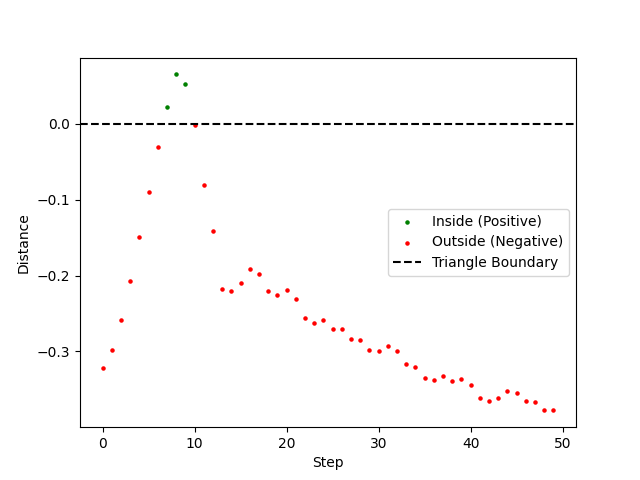 0.0
−0.1
−0.2
−0.3
Distance
Inside (Positive)
Outside (Negative)
Triangle Boundary
0 10 20 30 40 50
Step